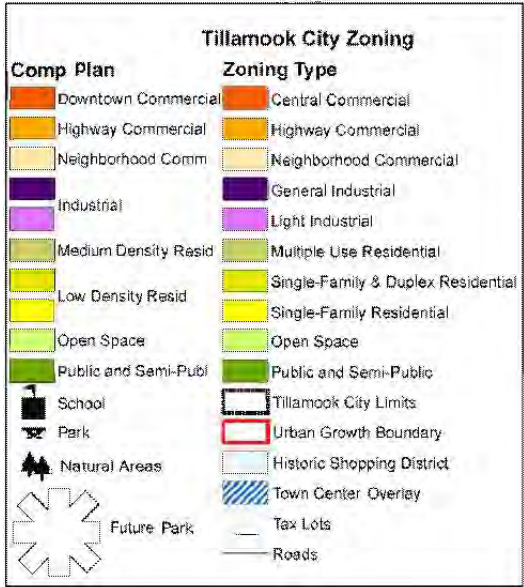 Tillamook City Zoning
Comp Plan
Downtown Commercial
Highway Commercial
Neighborhood Comm
Industrial
Medium Density Resid
Low Density Resid
Open Space
Public and Semi-Publ
School
Park
Natural Areas
Future Park
Zoning Type
Central Commercial
Highway Commercial
Neighborhood Commercial
General Industrial
Light Industrial
Multiple Use Residential
Single-Family & Duplex Residential
Single-Family Residential
Open Space
Public and Semi-Public
Tillamook City Limits
Urban Growth Boundary
Historic Shopping District
Town Center Overlay
Tax Lots
Roads